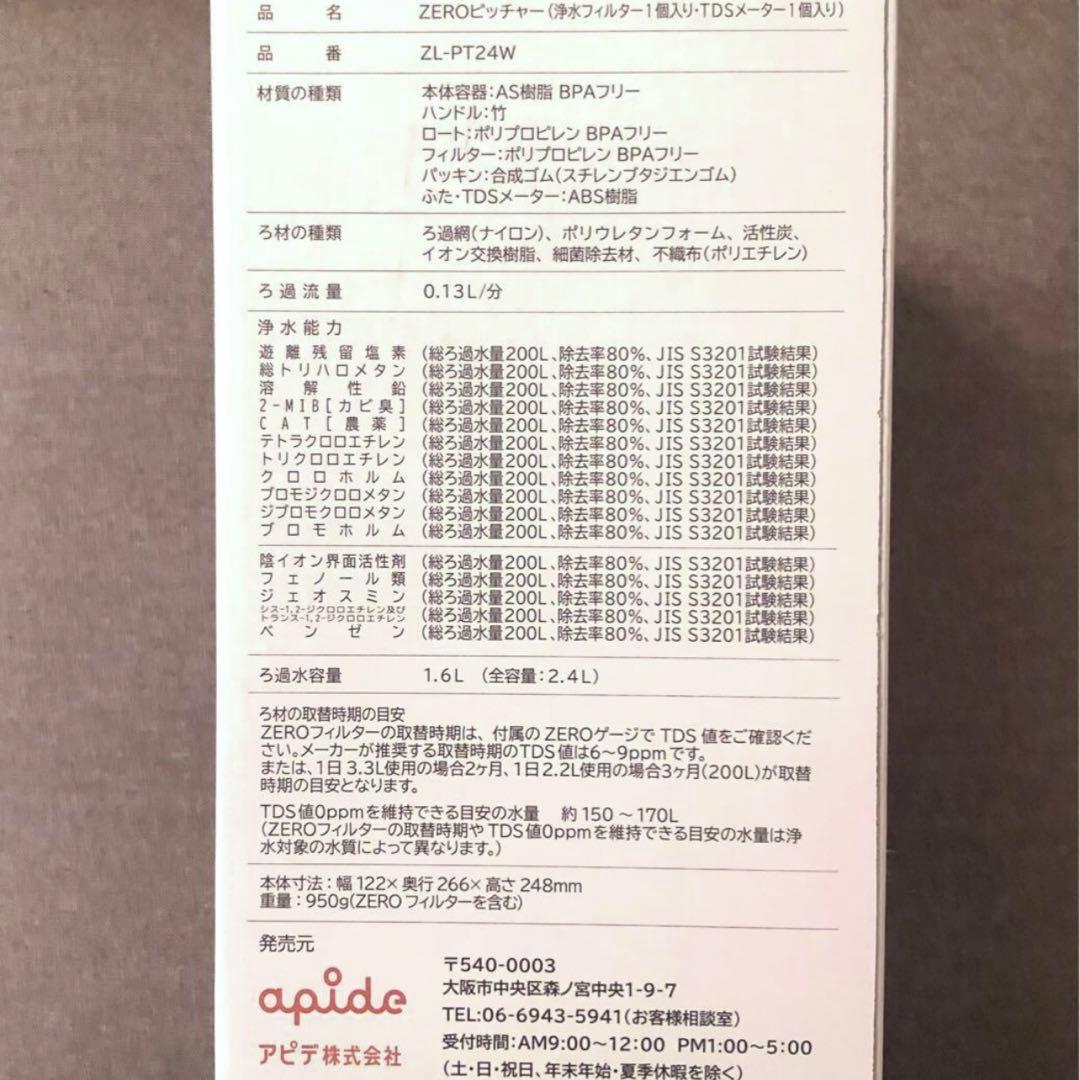 品名 ZEROピッチャー(浄水フィルター1個入り・TDSメーター1個入り)
品番 ZL-PT24W
材質の種類 本体容器:AS樹脂 BPAフリー
ハンドル:竹
ロート:ポリプロピレン BPAフリー
フィルター:ポリプロピレン BPAフリー
パッキン:合成ゴム(スチレンブタジエンゴム)
ふた・TDSメーター:ABS樹脂
ろ材の種類 ろ過網(ナイロン)、ポリウレタンフォーム、活性炭、
イオン交換樹脂、細菌除去材、不織布(ポリエチレン)
ろ過流量 0.13L/分
浄水能力
遊離残留塩素 (総ろ過水量200L、除去率80%、JIS S3201試験結果)
総トリハロメタン (総ろ過水量200L、除去率80%、JIS S3201試験結果)
溶解性鉛 (総ろ過水量200L、除去率80%、JIS S3201試験結果)
2-MIB[カビ臭] (総ろ過水量200L、除去率80%、JIS S3201試験結果)
CAT[農薬] (総ろ過水量200L、除去率80%、JIS S3201試験結果)
テトラクロロエチレン (総ろ過水量200L、除去率80%、JIS S3201試験結果)
トリクロロエチレン (総ろ過水量200L、除去率80%、JIS S3201試験結果)
クロロホルム (総ろ過水量200L、除去率80%、JIS S3201試験結果)
ブロモジクロロメタン (総ろ過水量200L、除去率80%、JIS S3201試験結果)
ジブロモクロロメタン (総ろ過水量200L、除去率80%、JIS S3201試験結果)
ブロモホルム (総ろ過水量200L、除去率80%、JIS S3201試験結果)
陰イオン界面活性剤 (総ろ過水量200L、除去率80%、JIS S3201試験結果)
フェノール類 (総ろ過水量200L、除去率80%、JIS S3201試験結果)
ジェオスミン (総ろ過水量200L、除去率80%、JIS S3201試験結果)
シス-1,2-ジクロロエチレン及び
トランス-1,2-ジクロロエチレン (総ろ過水量200L、除去率80%、JIS S3201試験結果)
ベンゼン (総ろ過水量200L、除去率80%、JIS S3201試験結果)
ろ過水容量 1.6L (全容量:2.4L)
ろ材の取替時期の目安
ZEROフィルターの取替時期は、付属のZEROゲージでTDS値をご確認くだ
さい。メーカーが推奨する取替時期のTDS値は6〜9ppmです。
または、1日3.3L使用の場合2ヶ月、1日2.2L使用の場合3ヶ月(200L)が取替
時期の目安となります。
TDS値0ppmを維持できる目安の水量 約150〜170L
(ZEROフィルターの取替時期やTDS値0ppmを維持できる目安の水量は浄
水対象の水質によって異なります。)
本体寸法:幅122×奥行266×高さ248mm
重量:950g(ZEROフィルターを含む)
発売元
apide
アピデ株式会社
〒540-0003
大阪市中央区森ノ宮中央1-9-7
TEL:06-6943-5941(お客様相談室)
受付時間:AM9:00〜12:00 PM1:00〜5:00
(土・日・祝日、年末年始・夏季休暇を除く)